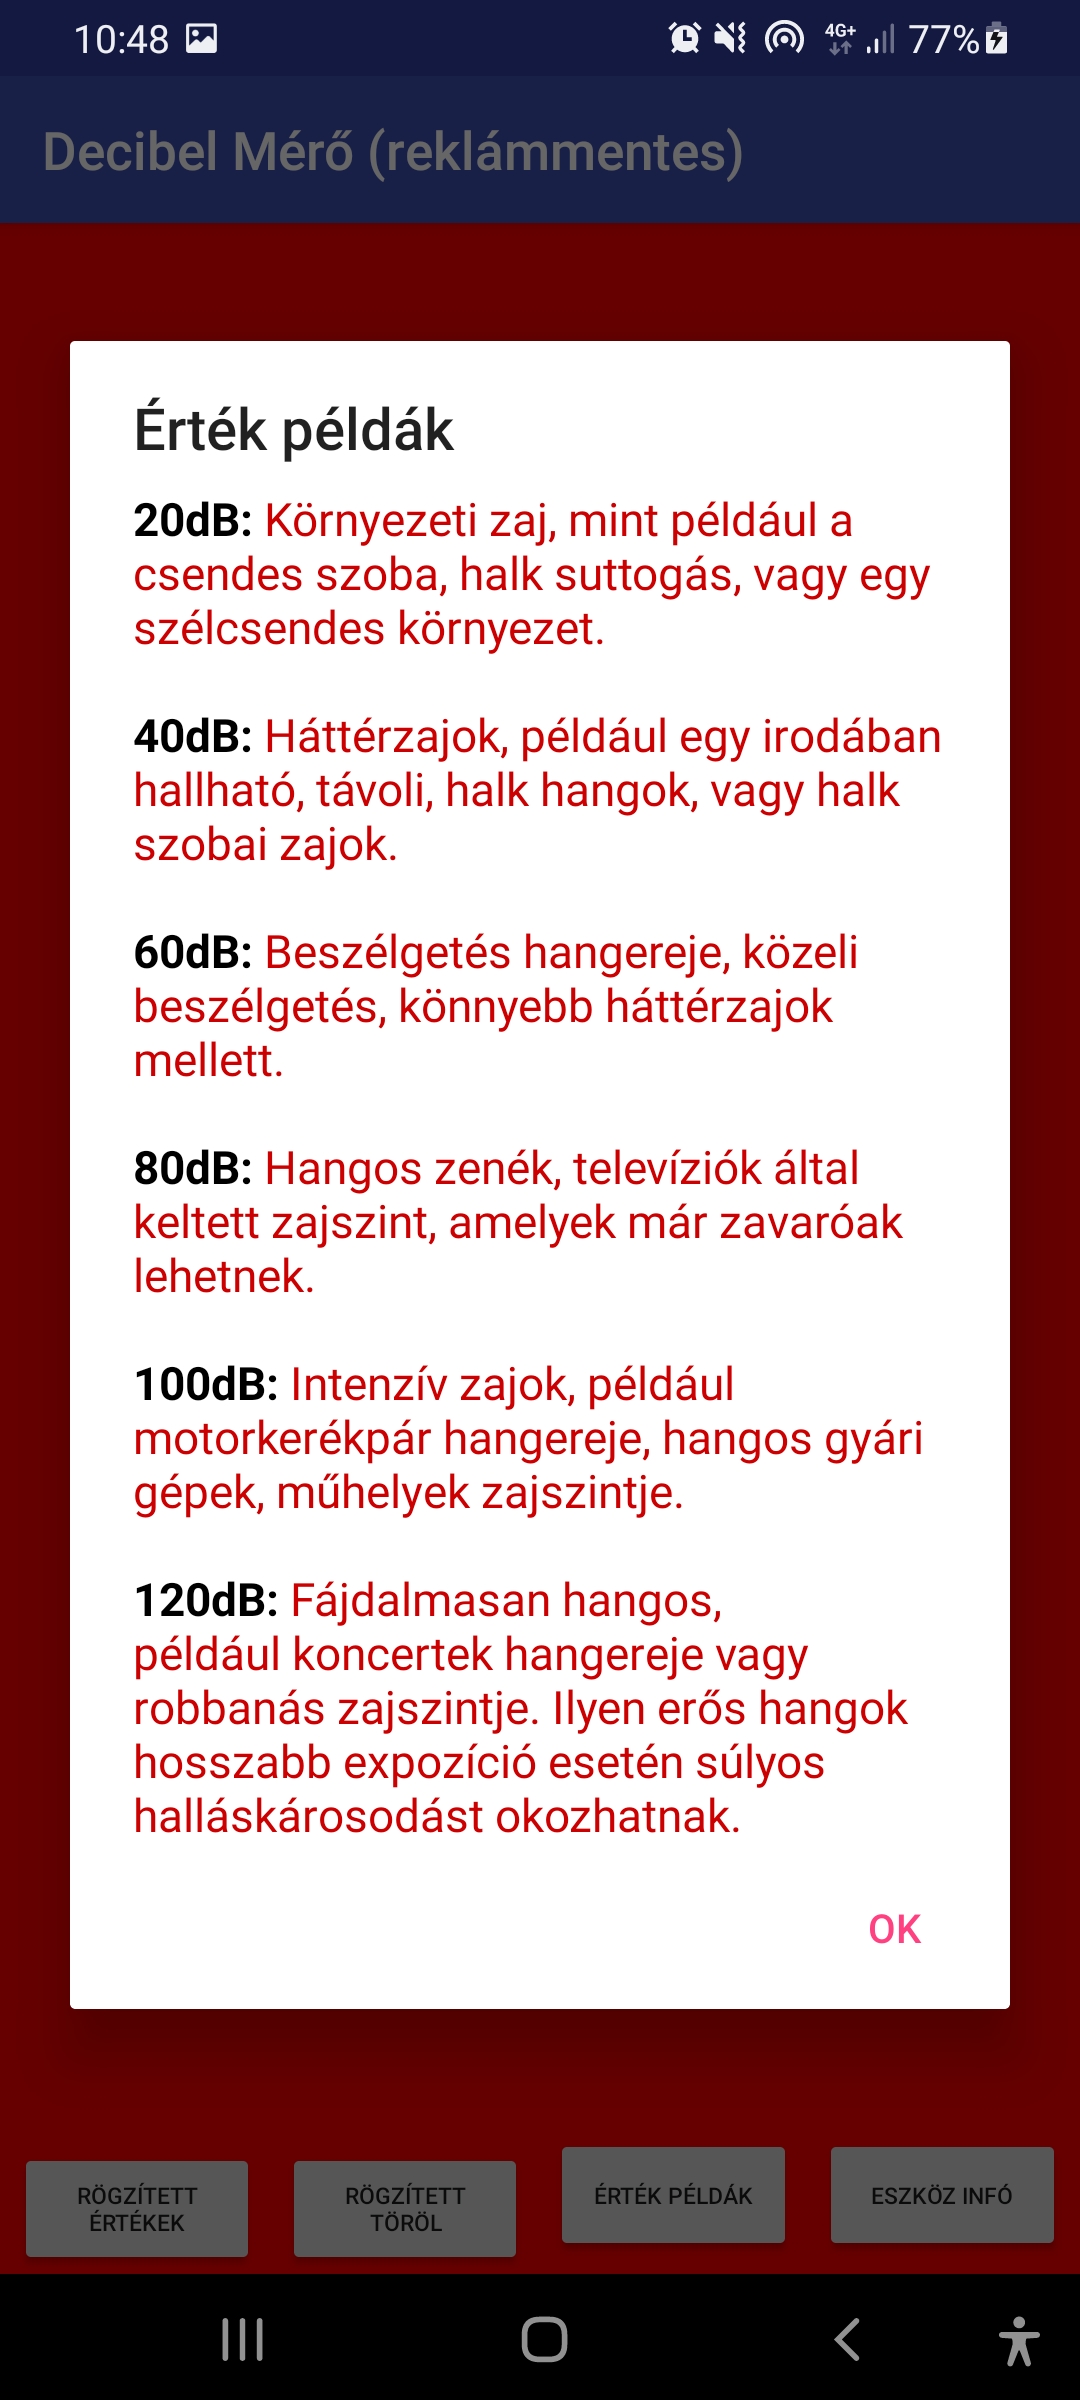 10:48
4G+
77%
Decibel Mérő (reklámmentes)
Érték példák
20dB: Környezeti zaj, mint például a
csendes szoba, halk suttogás, vagy egy
szélcsendes környezet.
40dB: Háttérzajok, például egy irodában
hallható, távoli, halk hangok, vagy halk
szobai zajok.
60dB: Beszélgetés hangereje, közeli
beszélgetés, könnyebb háttérzajok
mellett.
80dB: Hangos zenék, televíziók által
keltett zajszint, amelyek már zavaróak
lehetnek.
100dB: Intenzív zajok, például
motorkerékpár hangereje, hangos gyári
gépek, műhelyek zajszintje.
120dB: Fájdalmasan hangos,
például koncertek hangereje vagy
robbanás zajszintje. Ilyen erős hangok
hosszabb expozíció esetén súlyos
halláskárosodást okozhatnak.
OK
RÖGZÍTETT
ÉRTÉKEK
RÖGZÍTETT
TÖRÖL
ÉRTÉK PÉLDÁK
ESZKÖZ INFÓ